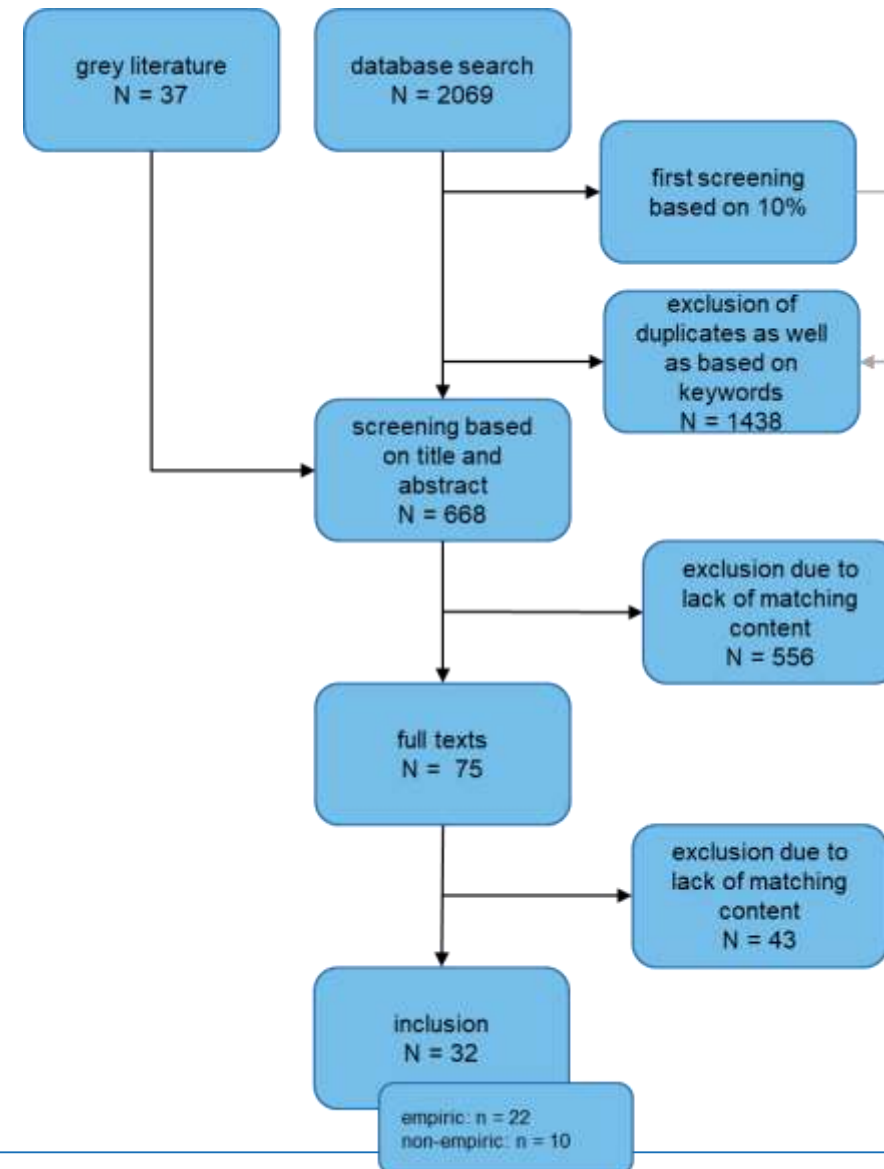 grey literature
N = 37
database search
N = 2069
first screening
based on 10%
exclusion of
duplicates as well
as based on
keywords
N = 1438
screening based
on title and
abstract
N = 668
exclusion due to
lack of matching
content
N = 556
full texts
N = 75
exclusion due to
lack of matching
content
N = 43
inclusion
N = 32
empiric: n = 22
non-empiric: n = 10